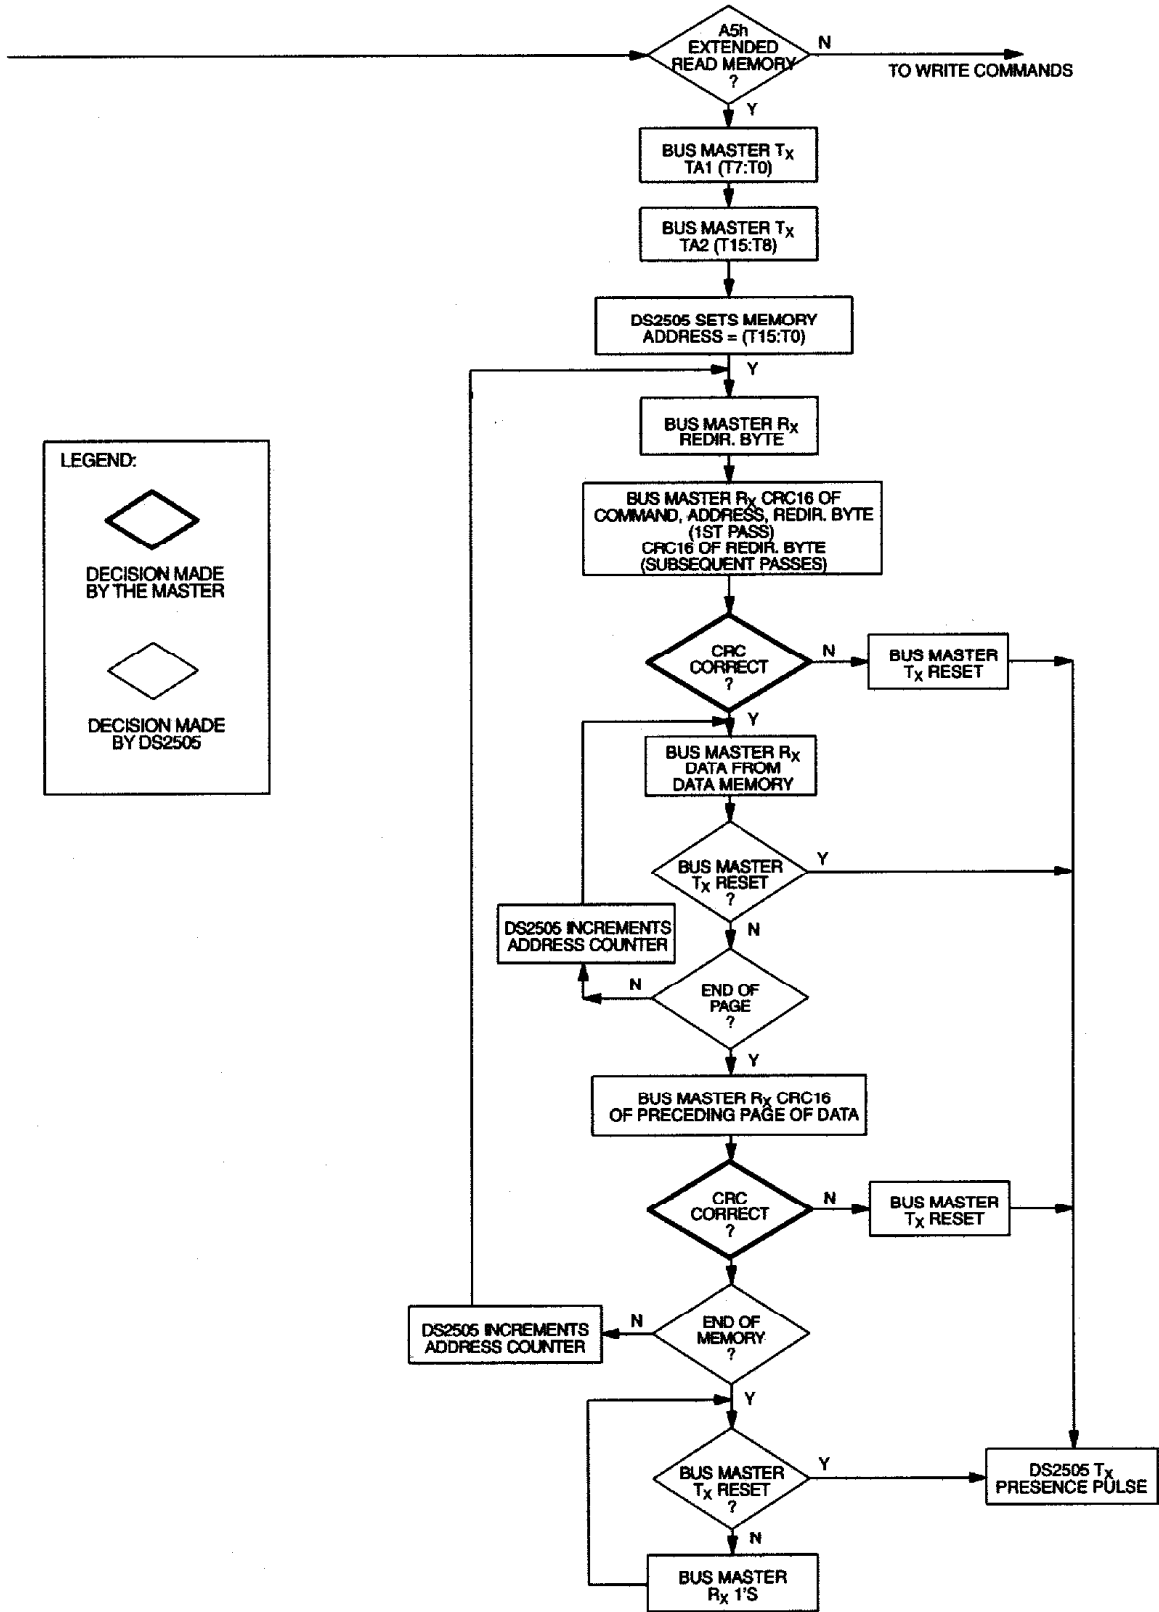 A5h
EXTENDED
READ MEMORY
?
N
TO WRITE COMMANDS
Y
BUS MASTER TX
TA1 (T7:T0)
BUS MASTER TX
TA2 (T15:T8)
DS2505 SETS MEMORY
ADDRESS = (T15:T0)
Y
BUS MASTER RX
REDIR. BYTE
LEGEND:
DECISION MADE
BY THE MASTER
DECISION MADE
BY DS2505
BUS MASTER RX CRC16 OF
COMMAND, ADDRESS, REDIR. BYTE
(1ST PASS)
CRC16 OF REDIR. BYTE
(SUBSEQUENT PASSES)
CRC
CORRECT
?
N
BUS MASTER
TX RESET
Y
BUS MASTER RX
DATA FROM
DATA MEMORY
BUS MASTER
TX RESET
?
Y
N
DS2505 INCREMENTS
ADDRESS COUNTER
N
END OF
PAGE
?
Y
BUS MASTER RX CRC16
OF PRECEDING PAGE OF DATA
CRC
CORRECT
?
N
BUS MASTER
TX RESET
END OF
MEMORY
?
N
DS2505 INCREMENTS
ADDRESS COUNTER
Y
BUS MASTER
TX RESET
?
Y
DS2505 TX
PRESENCE PULSE
N
BUS MASTER
RX 1'S